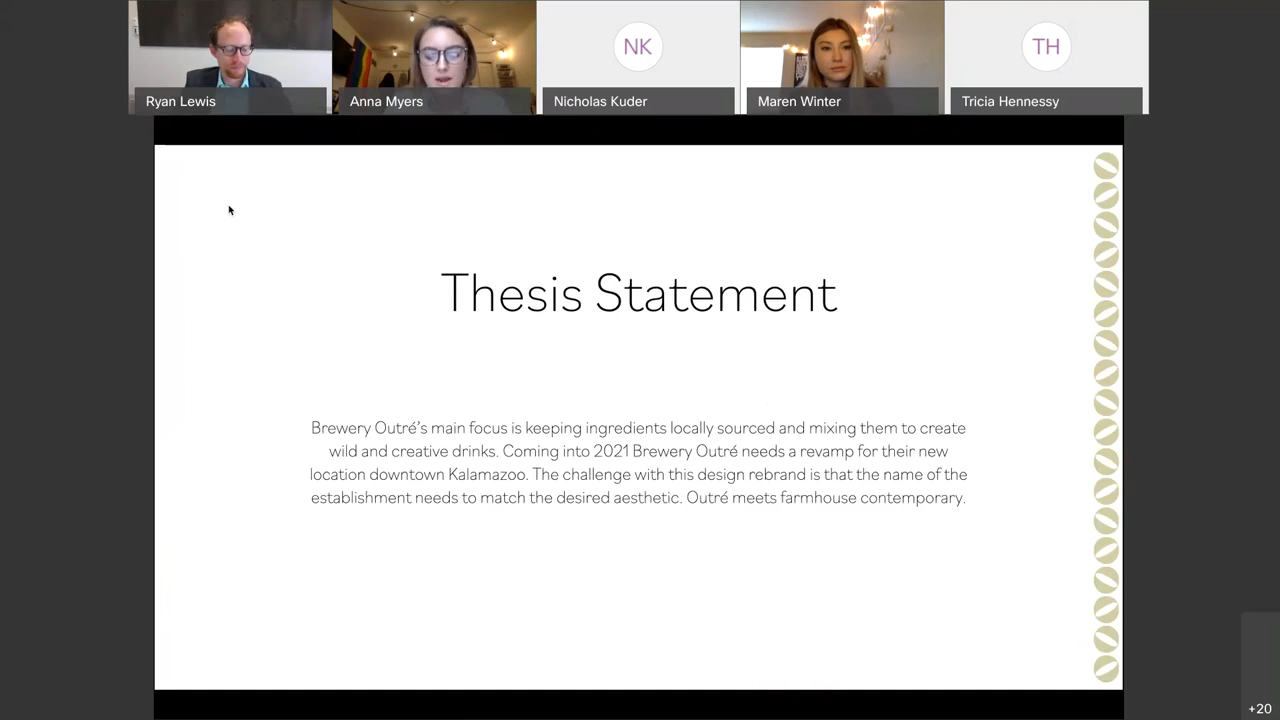 NK
TH
Ryan Lewis
Anna Myers
Nicholas Kuder
Maren Winter
Tricia Hennessy
Thesis Statement
Brewery Outré's main focus is keeping ingredients locally sourced and mixing them to create
wild and creative drinks. Coming into 2021 Brewery Outré needs a revamp for their new
location downtown Kalamazoo. The challenge with this design rebrand is that the name of the
establishment needs to match the desired aesthetic. Outré meets farmhouse contemporary.
+20